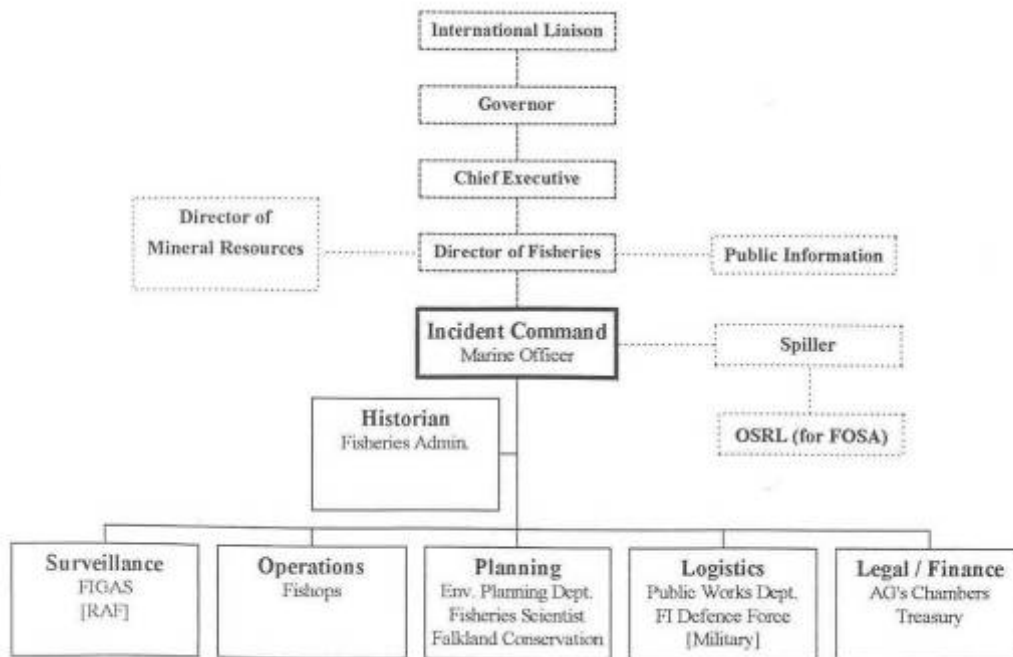 International Liaison
Governor
Chief Executive
Director of
Mineral Resources
Director of Fisheries
Public Information
Incident Command
Marine Officer
Spiller
Historian
Fisheries Admin.
OSRL (for FOSA)
Surveillance
FIGAS
[RAF]
Operations
Fishops
Planning
Env. Planning Dept.
Fisheries Scientist
Falkland Conservation
Logistics
Public Works Dept.
FI Defence Force
[Military]
Legal / Finance
AG's Chambers
Treasury